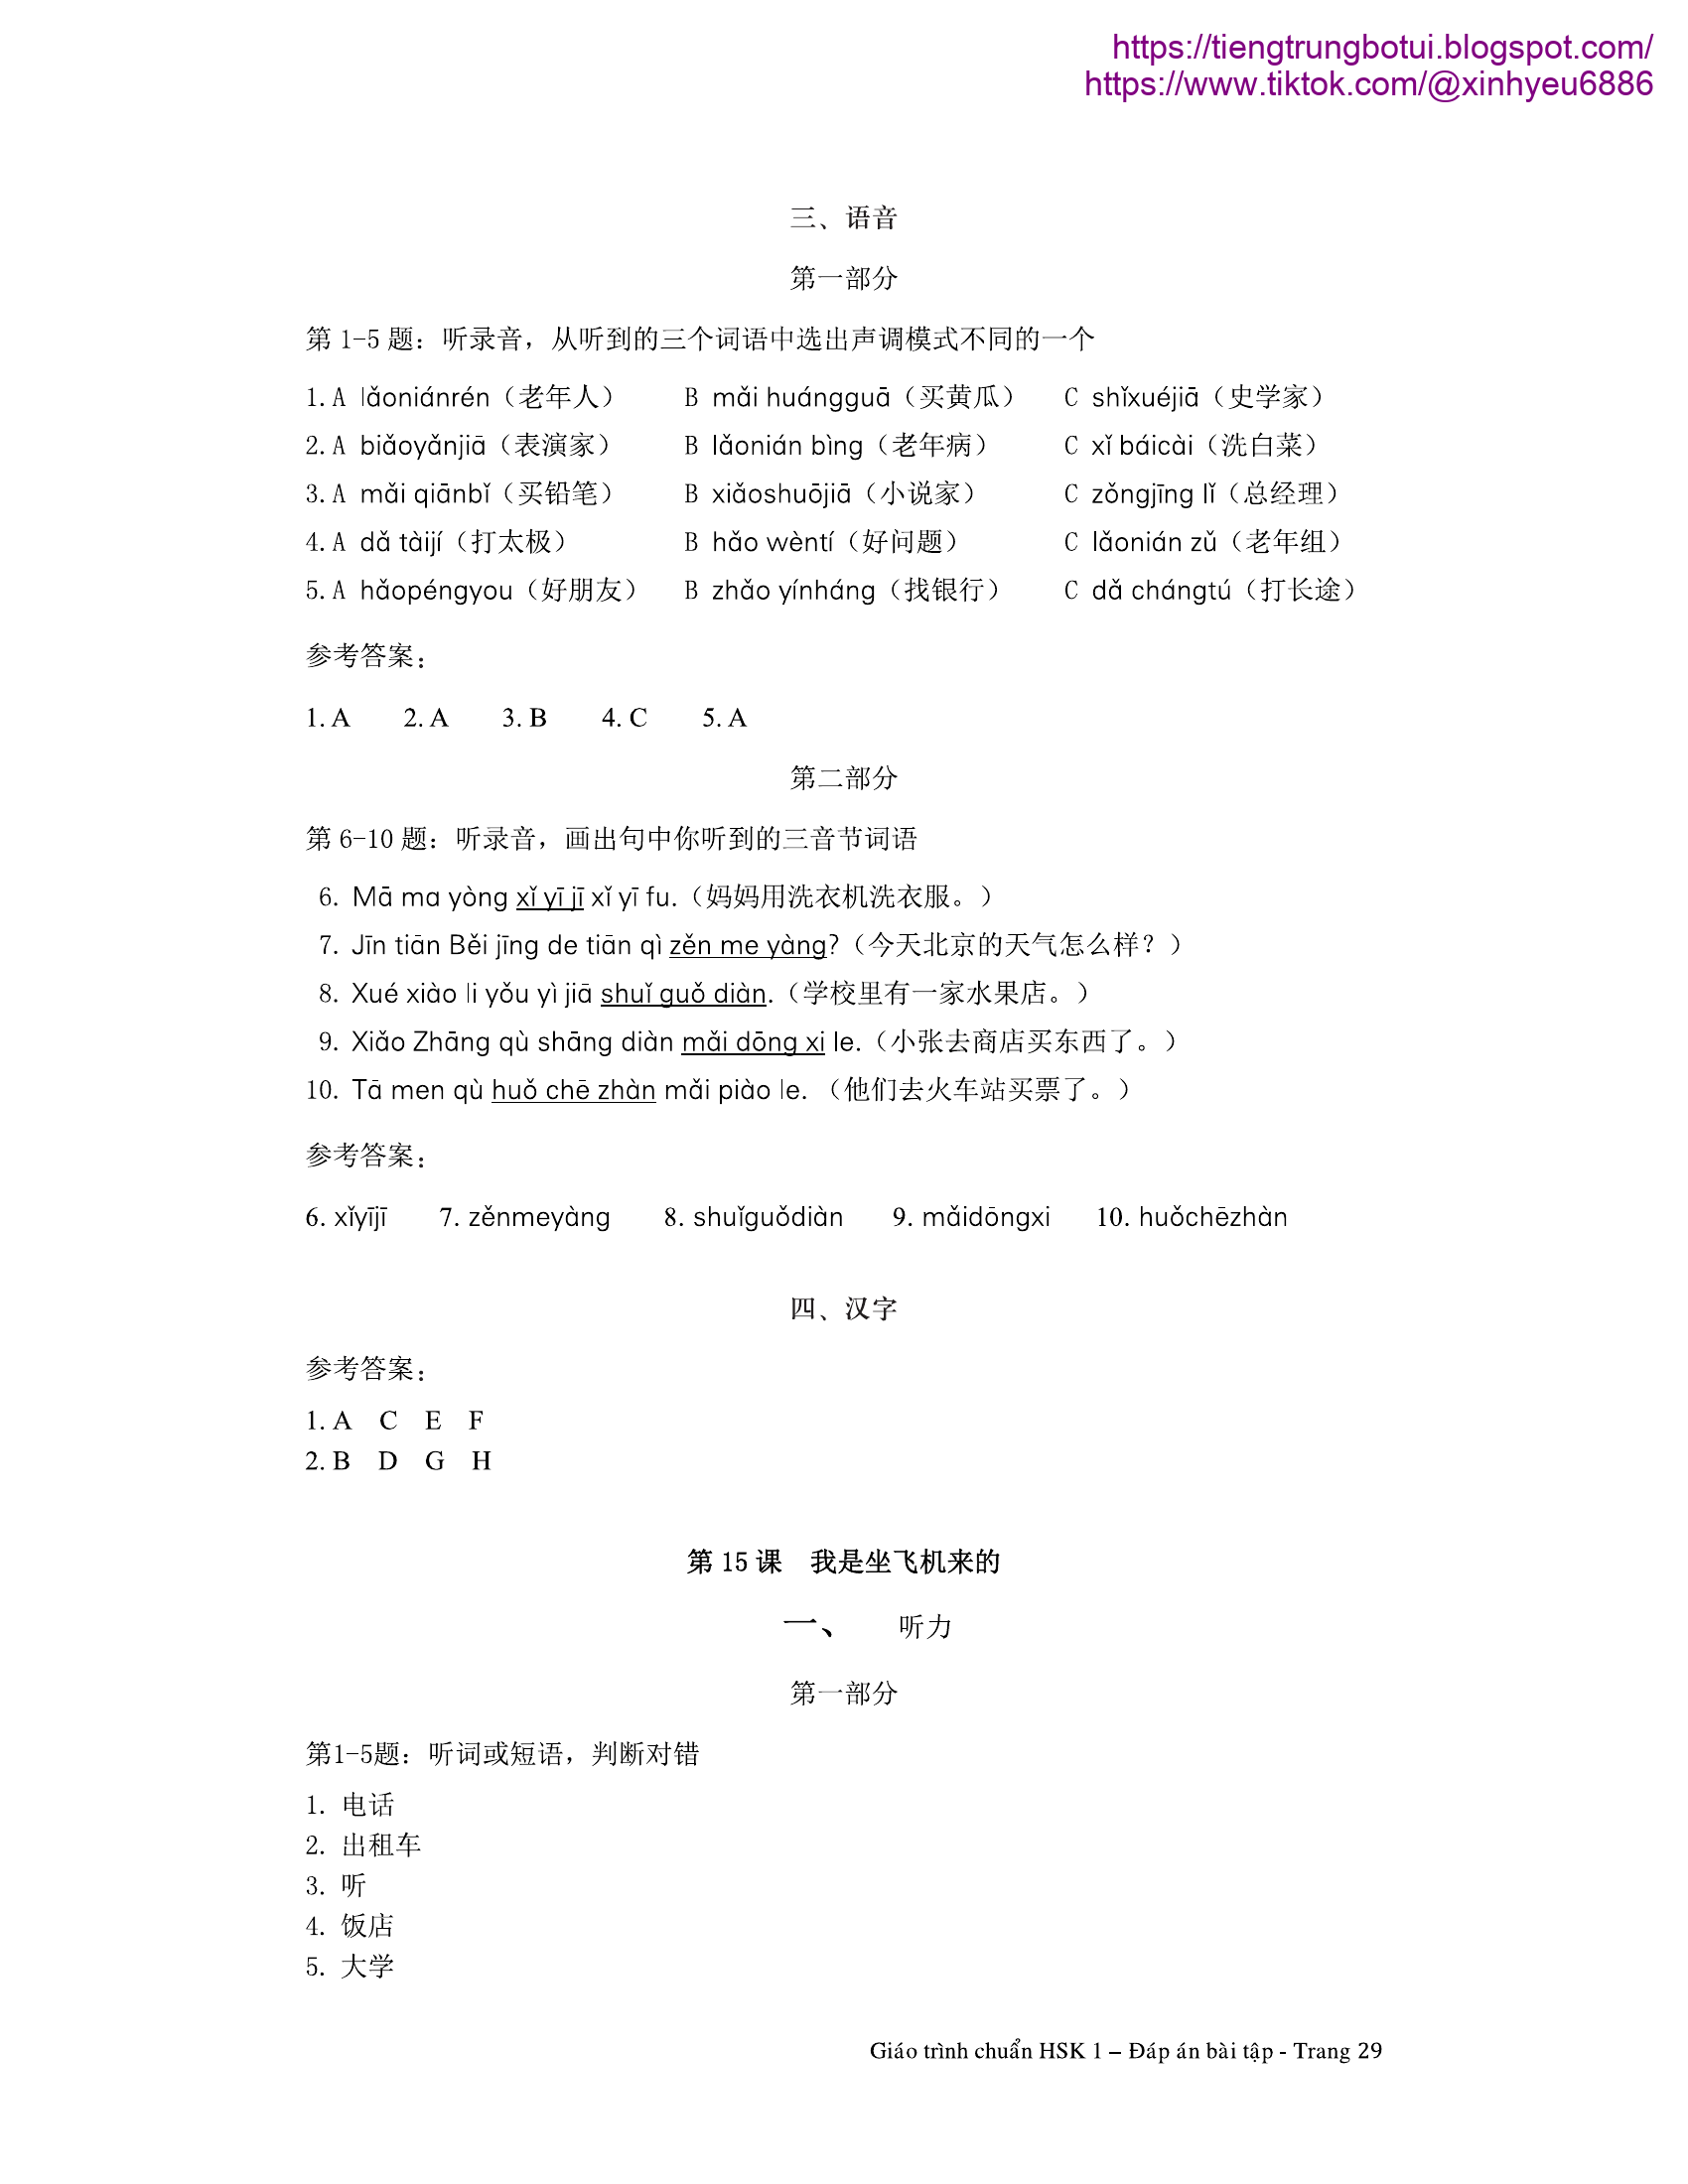 https://tiengtrungbotui.blogspot.com/
https://www.tiktok.com/@xinhyeu6886
三、语音
第一部分
第 1-5 题：听录音，从听到的三个词语中选出声调模式不同的一个
1. A lǎoniánrén（老年人） B mǎi huángguā（买黄瓜） C shǐxuéjiā（史学家）
2. A biǎoyǎnjiā（表演家） B lǎonián bìng（老年病） C xǐ báicài（洗白菜）
3. A mǎi qiānbǐ（买铅笔） B xiǎoshuōjiā（小说家） C zǒngjīng lǐ（总经理）
4. A dǎ tàijí（打太极） B hǎo wèntí（好问题） C lǎonián zǔ（老年组）
5. A hǎopéngyou（好朋友） B zhǎo yínháng（找银行） C dǎ chángtú（打长途）
参考答案：
1. A 2. A 3. B 4. C 5. A
第二部分
第 6-10 题：听录音，画出句中你听到的三音节词语
6. Mā ma yòng xǐ yī jī xǐ yī fu.（妈妈用洗衣机洗衣服。）
7. Jīn tiān Běi jīng de tiān qì zěn me yàng?（今天北京的天气怎么样？）
8. Xué xiào li yǒu yì jiā shuǐ guǒ diàn.（学校里有一家水果店。）
9. Xiǎo Zhāng qù shāng diàn mǎi dōng xi le.（小张去商店买东西了。）
10. Tā men qù huǒ chē zhàn mǎi piào le. （他们去火车站买票了。）
参考答案：
6. xǐyījī 7. zěnmeyàng 8. shuǐguǒdiàn 9. mǎidōngxi 10. huǒchēzhàn
四、汉字
参考答案：
1. A C E F
2. B D G H
第 15 课 我是坐飞机来的
一、 听力
第一部分
第1-5题：听词或短语，判断对错
1. 电话
2. 出租车
3. 听
4. 饭店
5. 大学
Giáo trình chuẩn HSK 1 – Đáp án bài tập - Trang 29